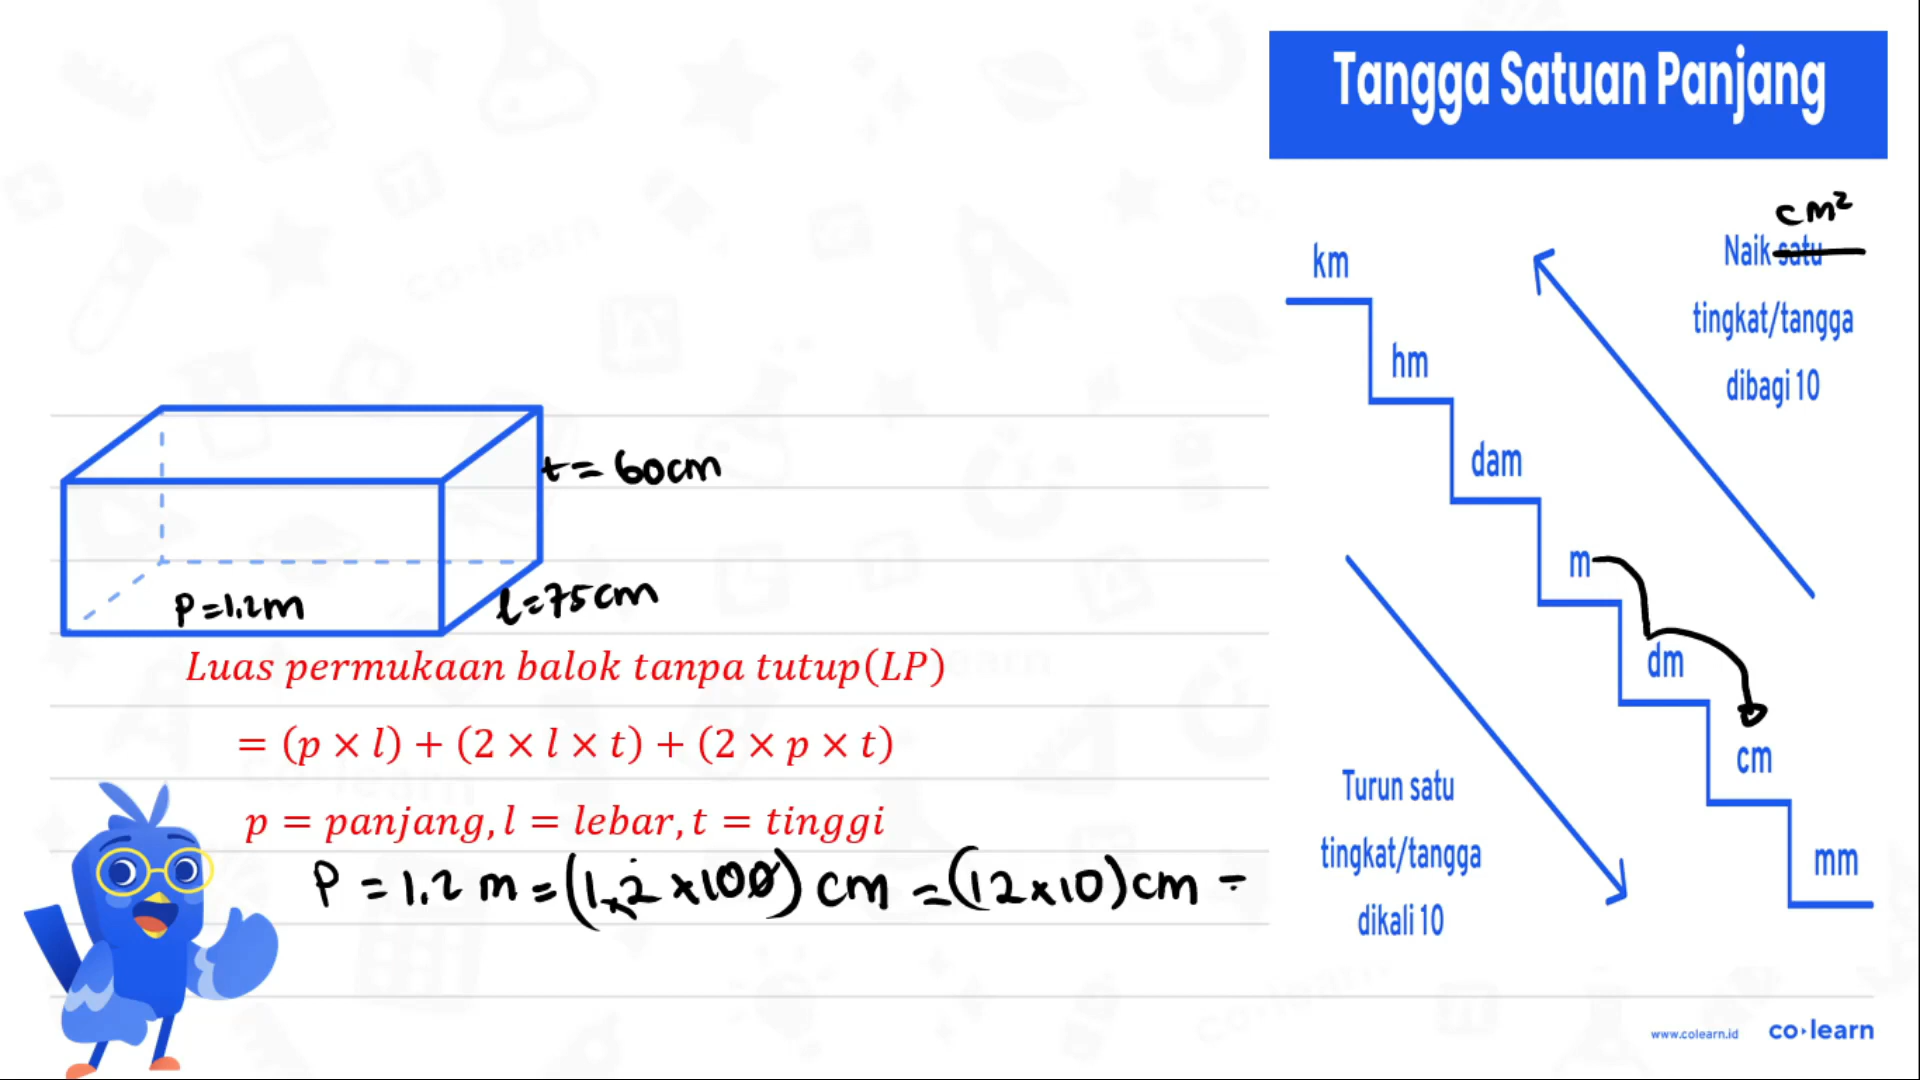 Tangga Satuan Panjang
cm²
Naik satu
tingkat/tangga
dibagi 10
km
hm
dam
m
dm
cm
mm
Turun satu
tingkat/tangga
dikali 10
t = 60cm
l = 75cm
P = 1.2m
Luas permukaan balok tanpa tutup(LP)
= (p × l) + (2 × l × t) + (2 × p × t)
p = panjang, l = lebar, t = tinggi
P = 1.2 m = (1.2 × 100) cm = (12 × 10) cm =
www.colearn.id co·learn